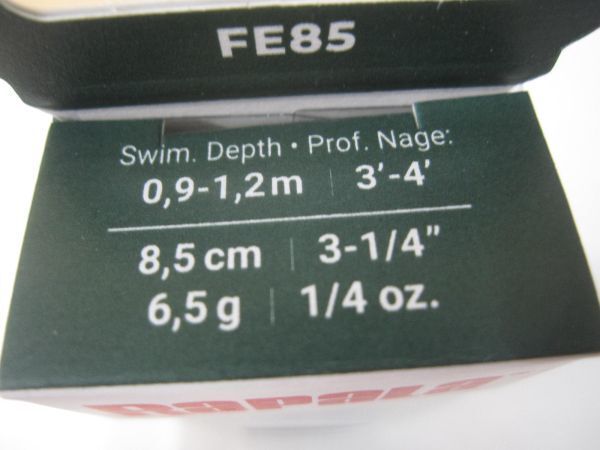 FE85
Swim. Depth • Prof. Nage:
0,9-1,2m | 3'-4'
8,5 cm | 3-1/4"
6,5 g | 1/4 oz.
RAPALA